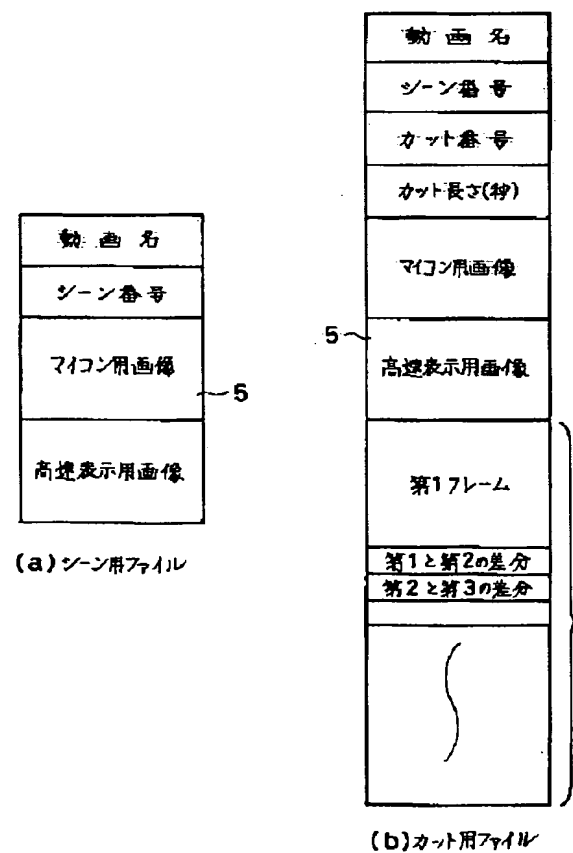 動画名
シーン番号
マイコン用画像
5
高速表示用画像
(a)シーン用ファイル
動画名
シーン番号
カット番号
カット長さ(秒)
マイコン用画像
5
高速表示用画像
第1フレーム
第1と第2の差分
第2と第3の差分
(b)カット用ファイル